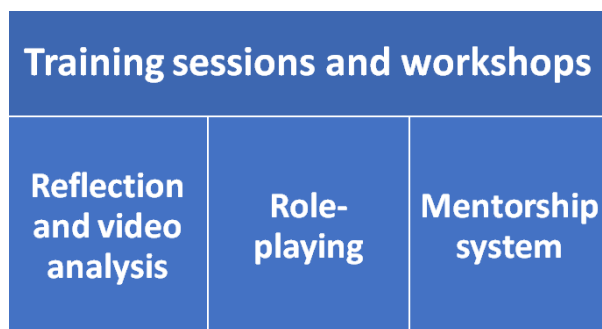 Training sessions and workshops
Reflection
and video
analysis
Role-
playing
Mentorship
system